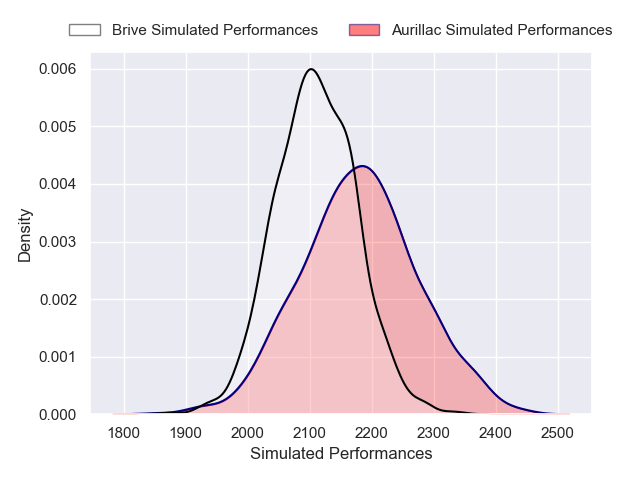 Brive Simulated Performances Aurillac Simulated Performances
0.006
0.005
0.004
0.003
0.002
0.001
0.000
Density
1800 1900 2000 2100 2200 2300 2400 2500
Simulated Performances